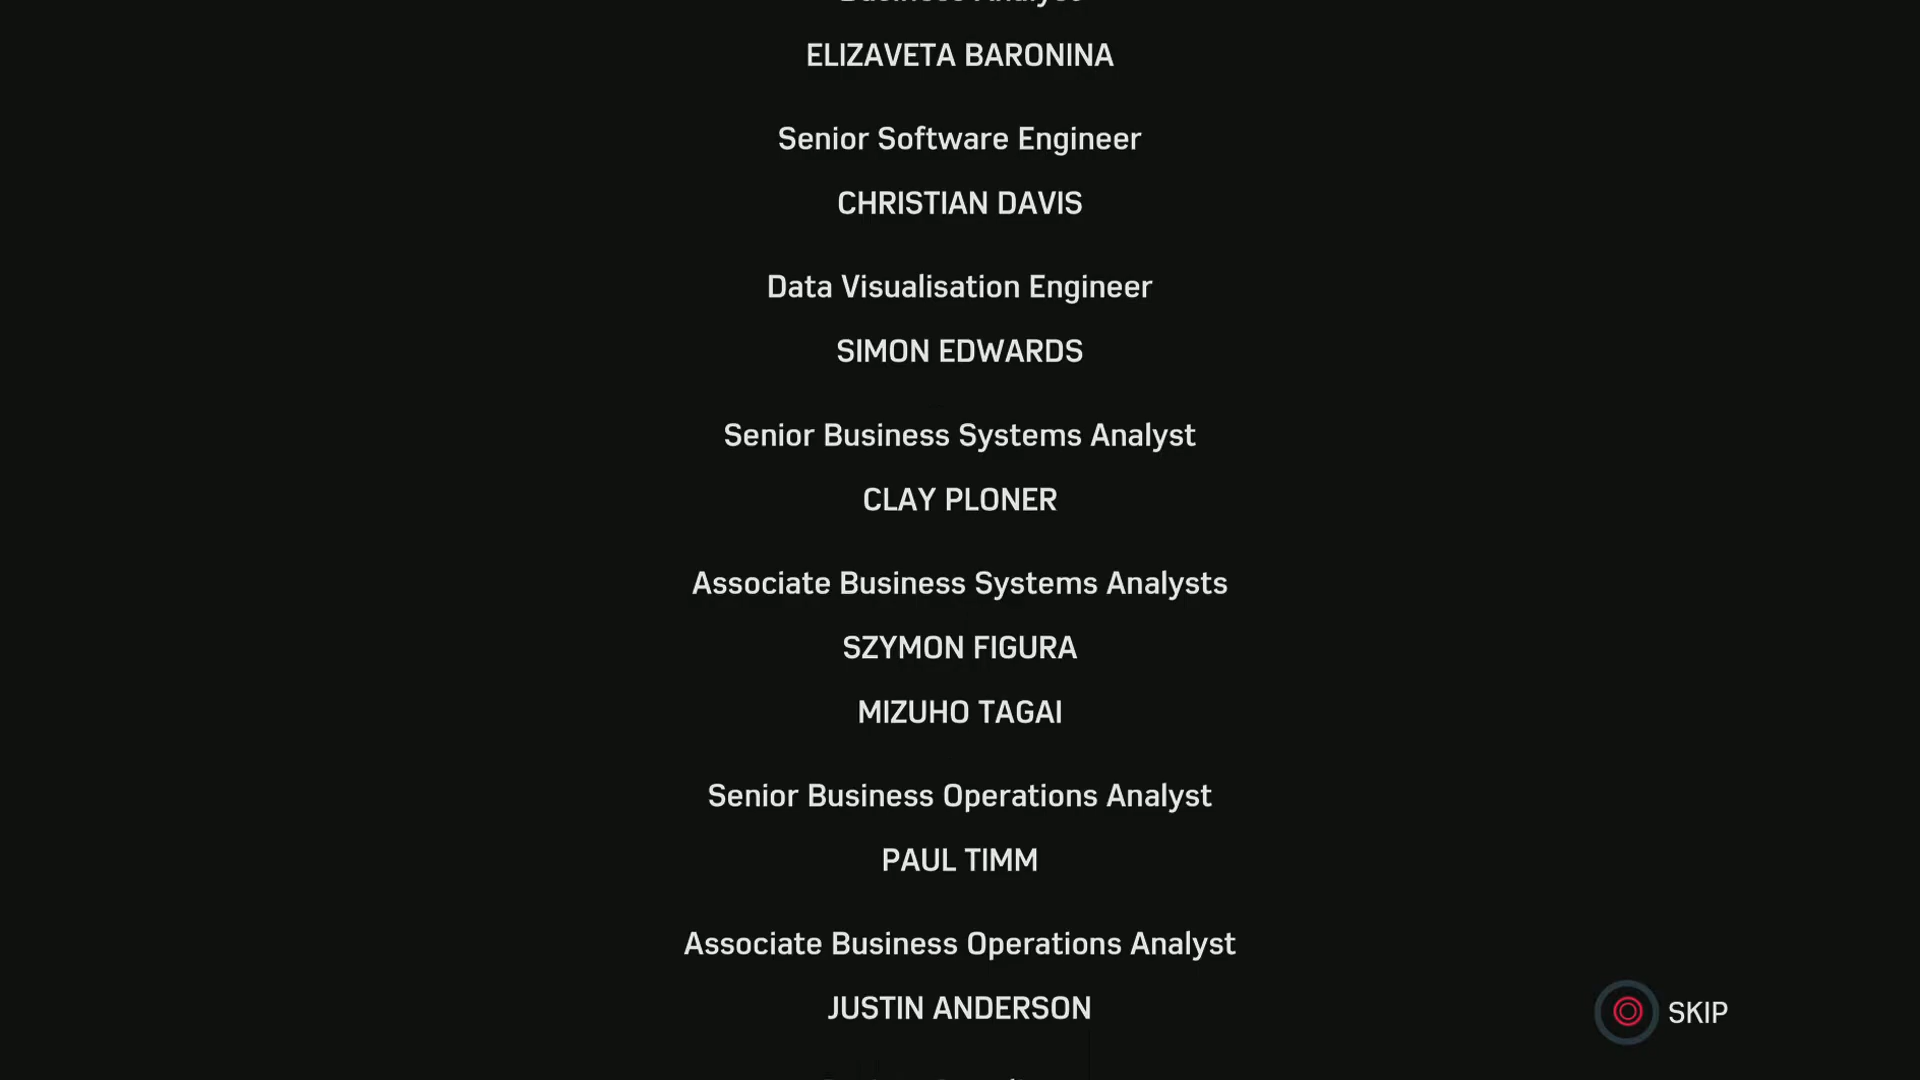 Business Analyst
ELIZAVETA BARONINA
Senior Software Engineer
CHRISTIAN DAVIS
Data Visualisation Engineer
SIMON EDWARDS
Senior Business Systems Analyst
CLAY PLONER
Associate Business Systems Analysts
SZYMON FIGURA
MIZUHO TAGAI
Senior Business Operations Analyst
PAUL TIMM
Associate Business Operations Analyst
JUSTIN ANDERSON
SKIP